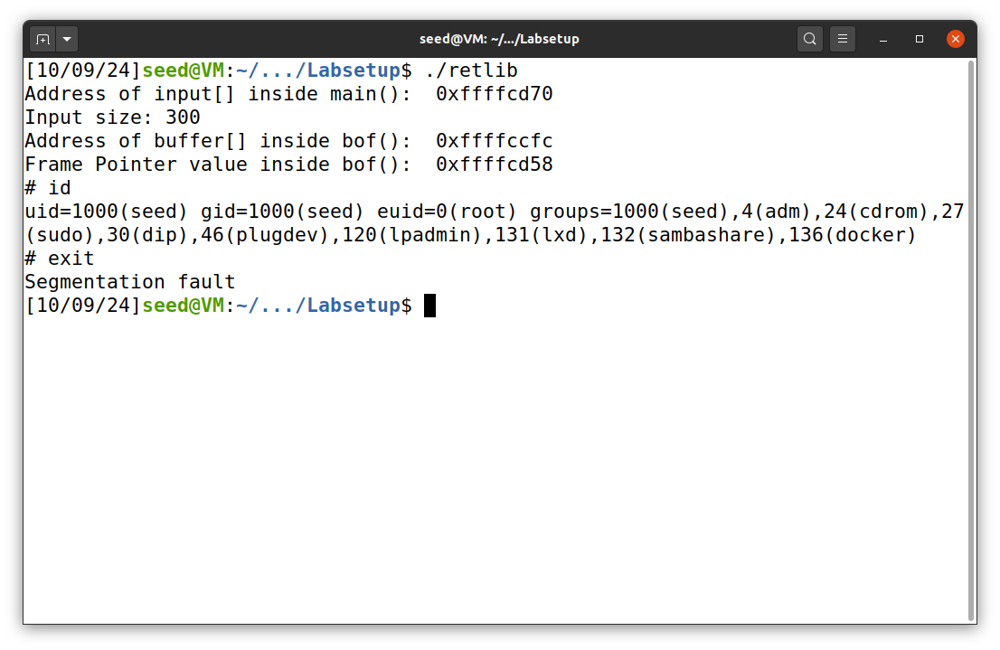 seed@VM: ~/.../Labsetup
[10/09/24]seed@VM:~/.../Labsetup$ ./retlib
Address of input[] inside main():  0xffffcd70
Input size: 300
Address of buffer[] inside bof():  0xffffccfc
Frame Pointer value inside bof():  0xffffcd58
# id
uid=1000(seed) gid=1000(seed) euid=0(root) groups=1000(seed),4(adm),24(cdrom),27
(sudo),30(dip),46(plugdev),120(lpadmin),131(lxd),132(sambashare),136(docker)
# exit
Segmentation fault
[10/09/24]seed@VM:~/.../Labsetup$